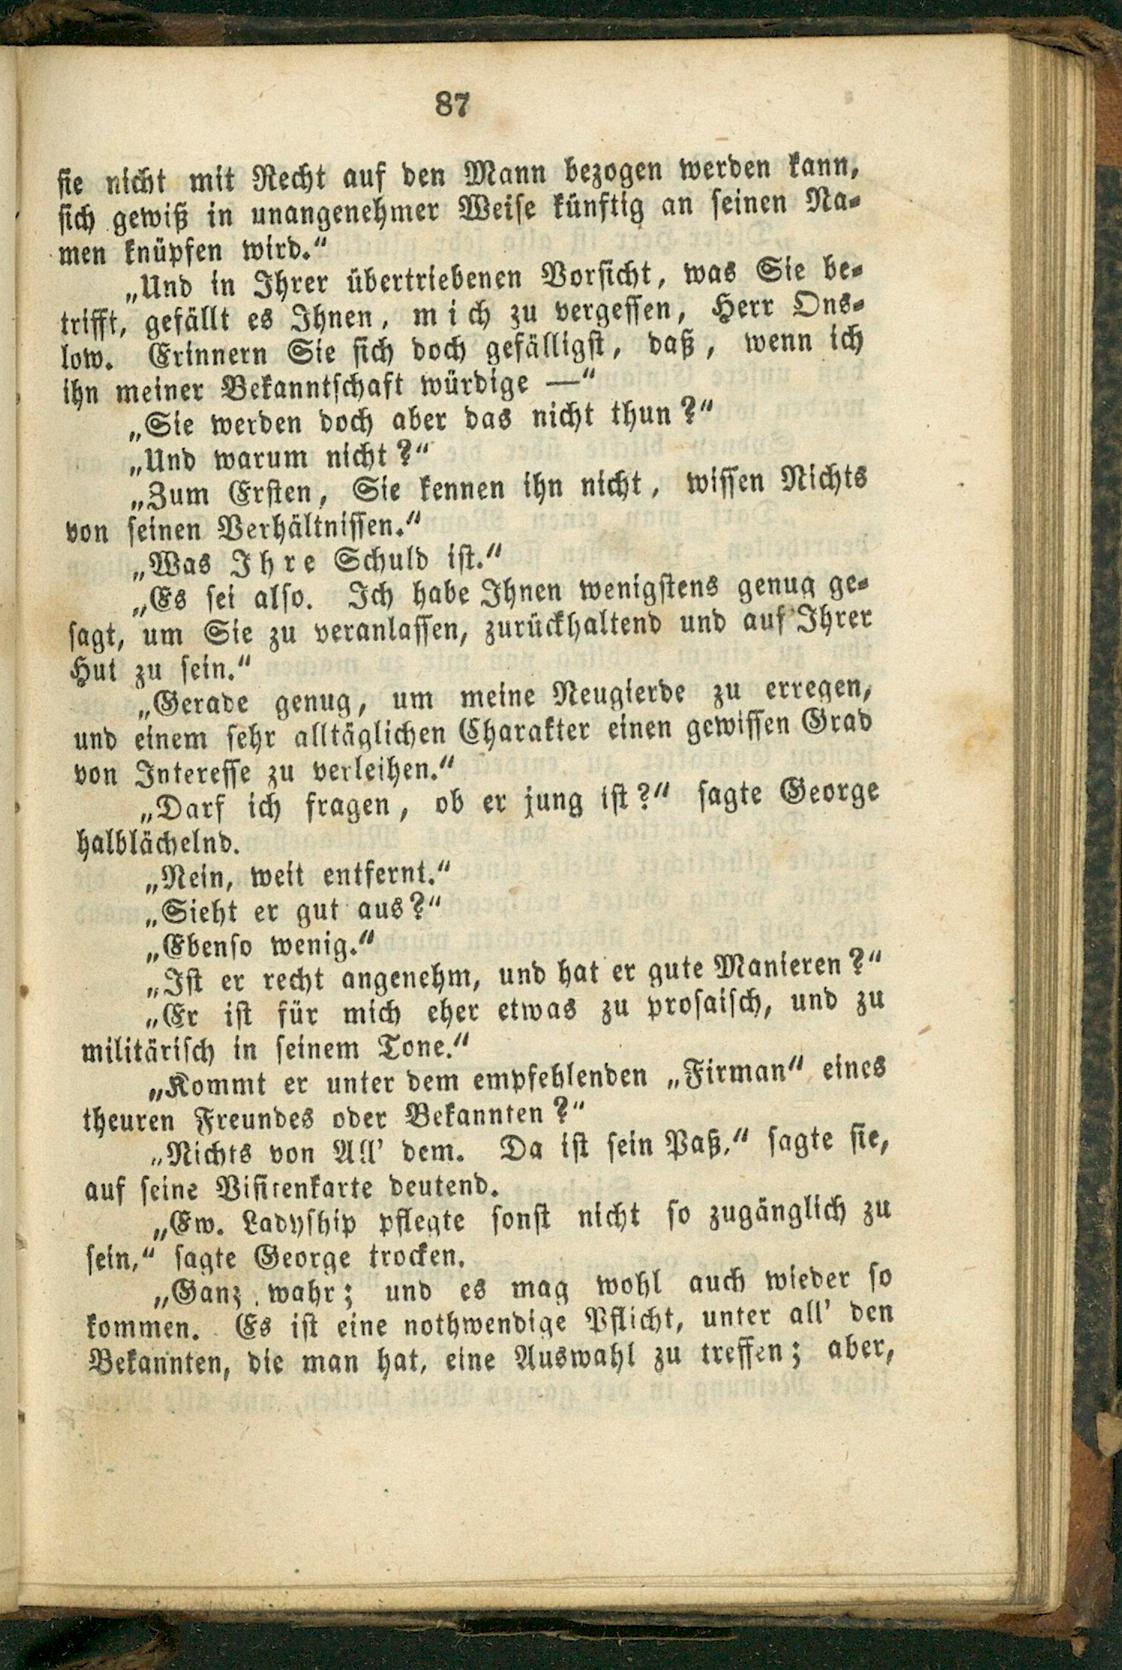 87
sie nicht mit Recht auf den Mann bezogen werden kann,
sich gewiß in unangenehmer Weise künftig an seinen Na-
men knüpfen wird.“
„Und in Ihrer übertriebenen Vorsicht, was Sie be-
trifft, gefällt es Ihnen, mich zu vergessen, Herr Ons-
low. Erinnern Sie sich doch gefälligst, daß, wenn ich
ihn meiner Bekanntschaft würdige —“
„Sie werden doch aber das nicht thun?“
„Und warum nicht?“
„Zum Ersten, Sie kennen ihn nicht, wissen Nichts
von seinen Verhältnissen.“
„Was Ihre Schuld ist.“
„Es sei also. Ich habe Ihnen wenigstens genug ge-
sagt, um Sie zu veranlassen, zurückhaltend und auf Ihrer
Hut zu sein.“
„Gerade genug, um meine Neugierde zu erregen,
und einem sehr alltäglichen Charakter einen gewissen Grad
von Interesse zu verleihen.“
„Darf ich fragen, ob er jung ist?“ sagte George
halblächelnd.
„Nein, weit entfernt.“
„Sieht er gut aus?“
„Ebenso wenig.“
„Ist er recht angenehm, und hat er gute Manieren?“
„Er ist für mich eher etwas zu prosaisch, und zu
militärisch in seinem Tone.“
„Kommt er unter dem empfehlenden „Firman“ eines
theuren Freundes oder Bekannten?“
„Nichts von All’ dem. Da ist sein Paß,“ sagte sie,
auf seine Visitenkarte deutend.
„Ew. Ladyship pflegte sonst nicht so zugänglich zu
sein,“ sagte George trocken.
„Ganz wahr; und es mag wohl auch wieder so
kommen. Es ist eine nothwendige Pflicht, unter all’ den
Bekannten, die man hat, eine Auswahl zu treffen; aber,